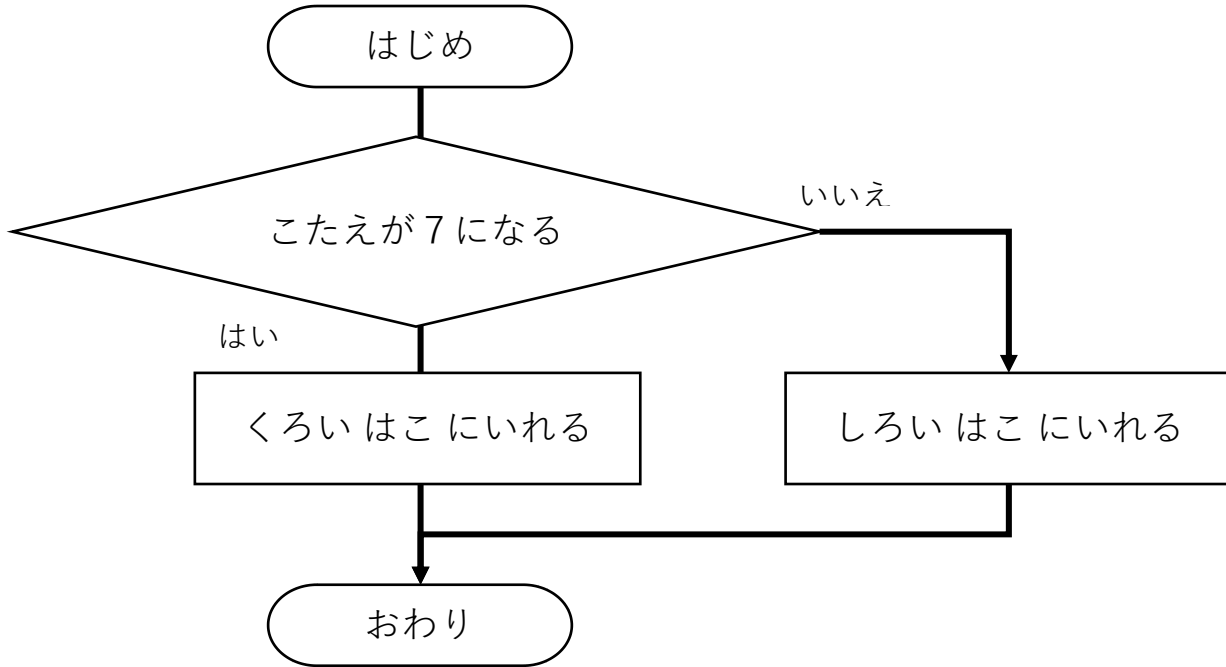 はじめ
こたえが７になる
いいえ
はい
くろい はこ にいれる
しろい はこ にいれる
おわり